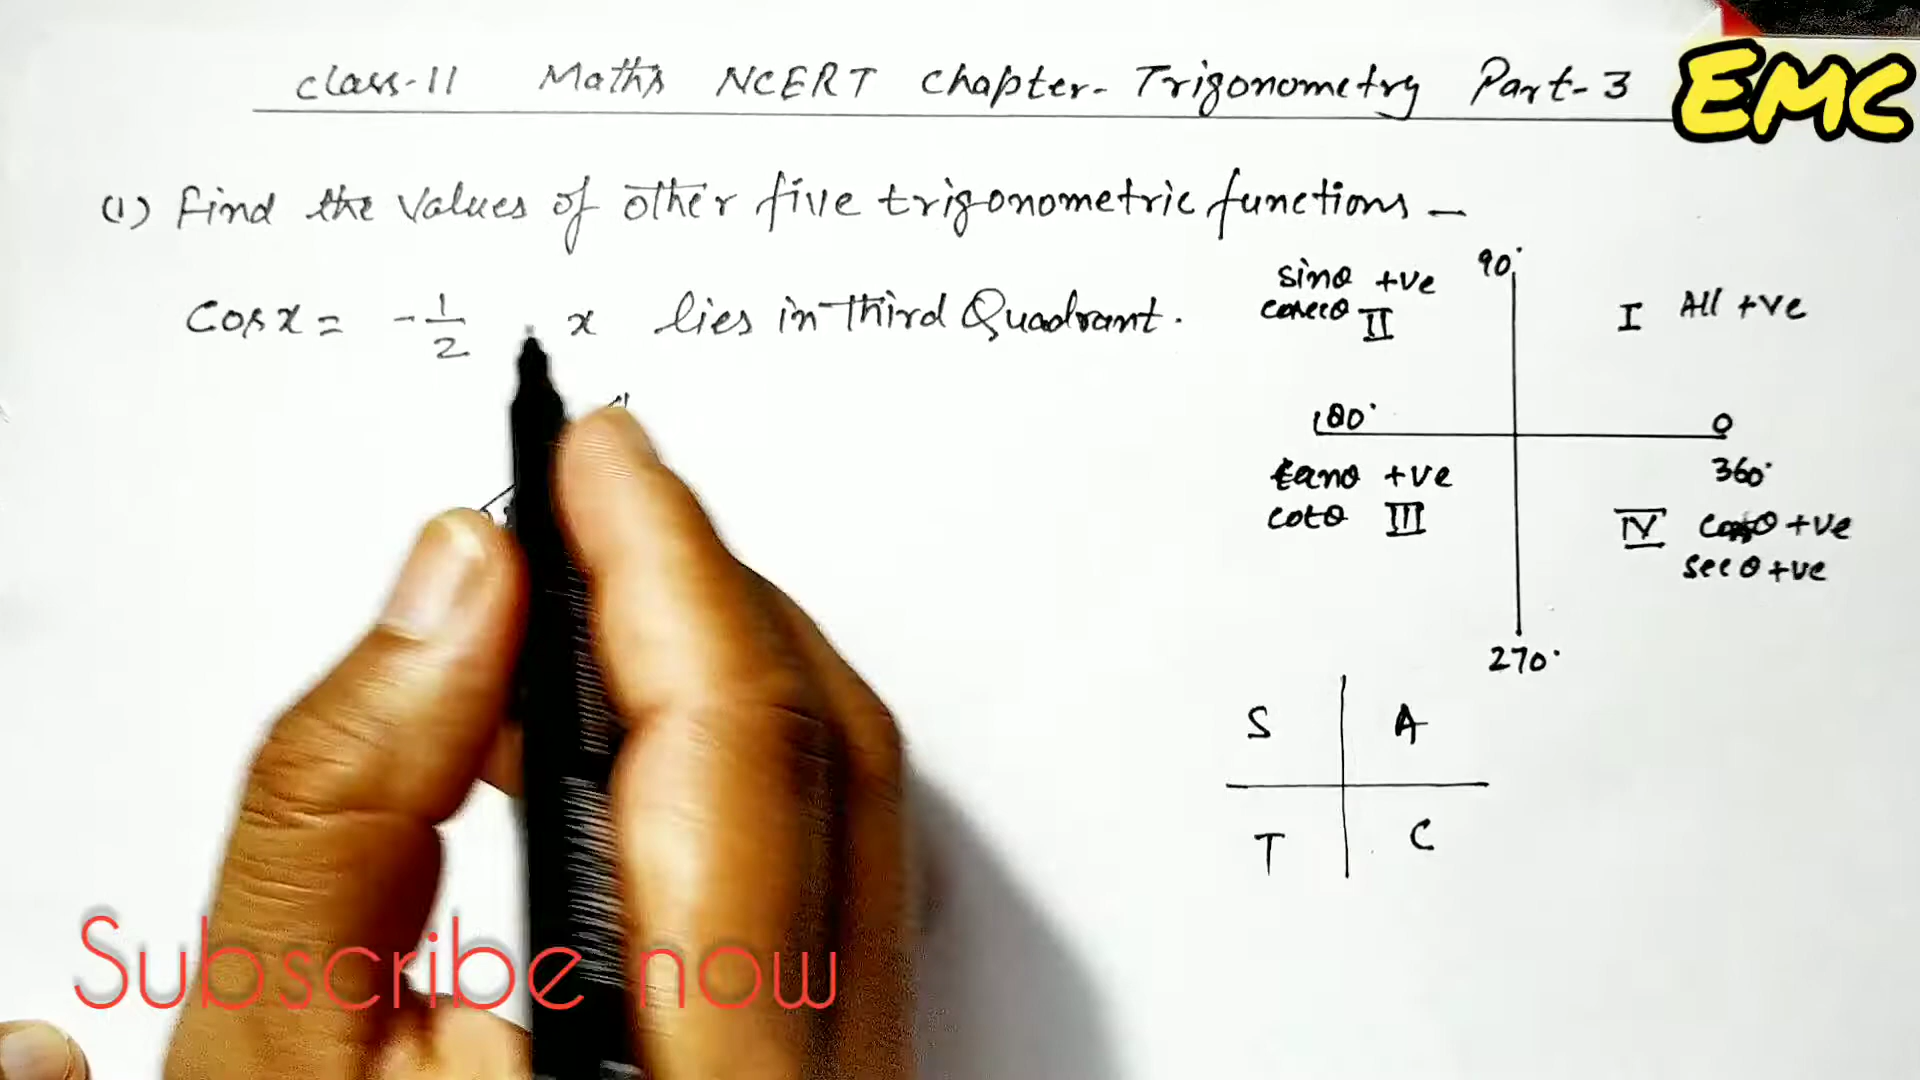 class-11 Maths NCERT Chapter- Trigonometry Part-3
EMC
(1) Find the values of other five trigonometric functions -
Cos x = -1/2, x lies in third Quadrant.
90°
sinθ +ve
cosecθ II
I All +ve
180°
0
360°
tanθ +ve
cotθ III
IV cosθ +ve
secθ +ve
270°
S A
T C
Subscribe now